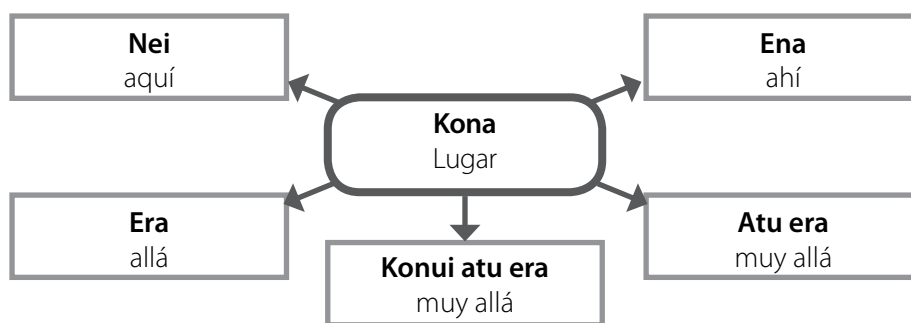 Nei
aquí
Ena
ahí
Kona
Lugar
Era
allá
Konui atu era
muy allá
Atu era
muy allá